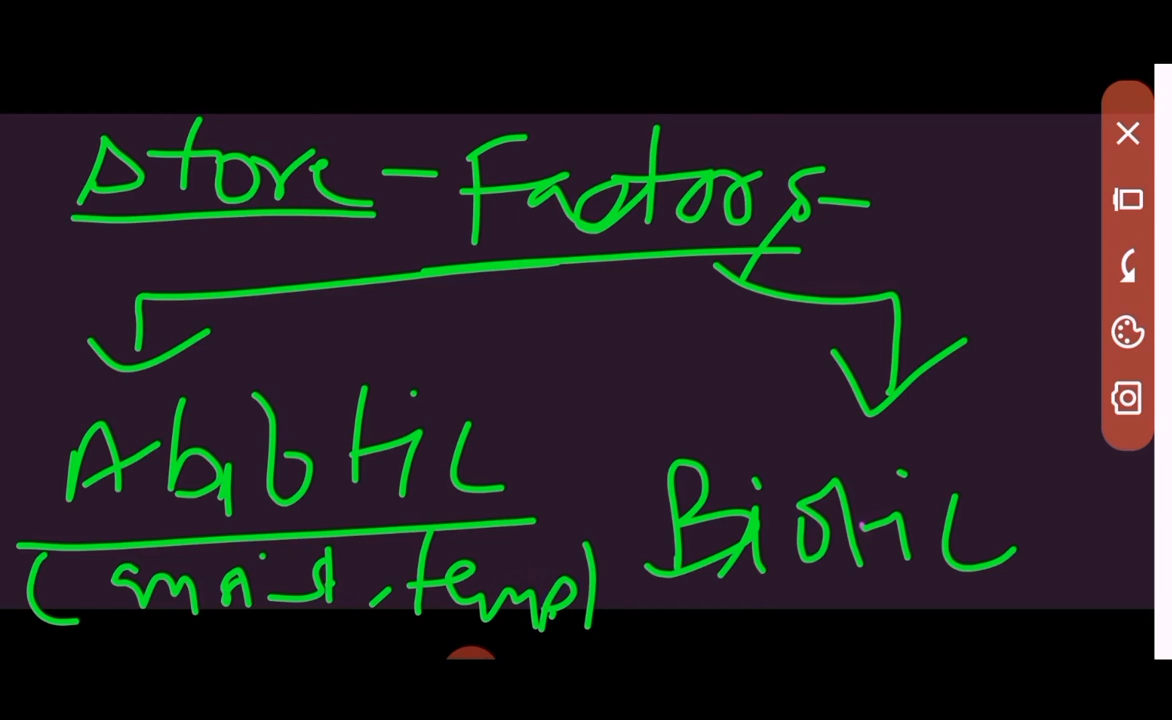 Store - Factors -
Abiotic
Biotic
(moist, temp)